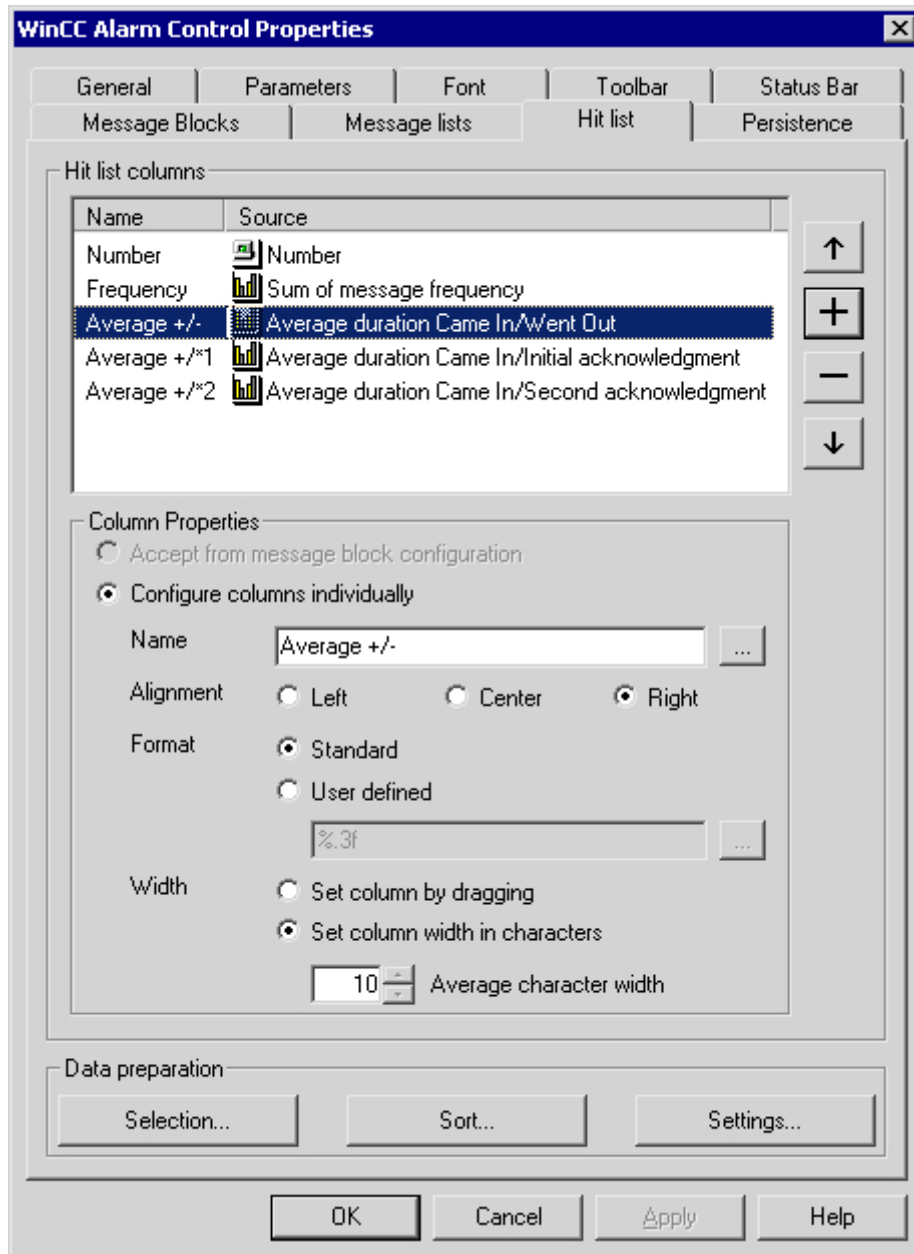 WinCC Alarm Control Properties
General Parameters Font Toolbar Status Bar
Message Blocks Message lists Hit list Persistence
Hit list columns
Name Source
Number Number
Frequency Sum of message frequency
Average +/- Average duration Came In/Went Out
Average +/*1 Average duration Came In/Initial acknowledgment
Average +/*2 Average duration Came In/Second acknowledgment
Column Properties
Accept from message block configuration
Configure columns individually
Name Average +/- ...
Alignment Left Center Right
Format Standard
User defined
%.3f ...
Width Set column by dragging
Set column width in characters
10 Average character width
Data preparation
Selection... Sort... Settings...
OK Cancel Apply Help